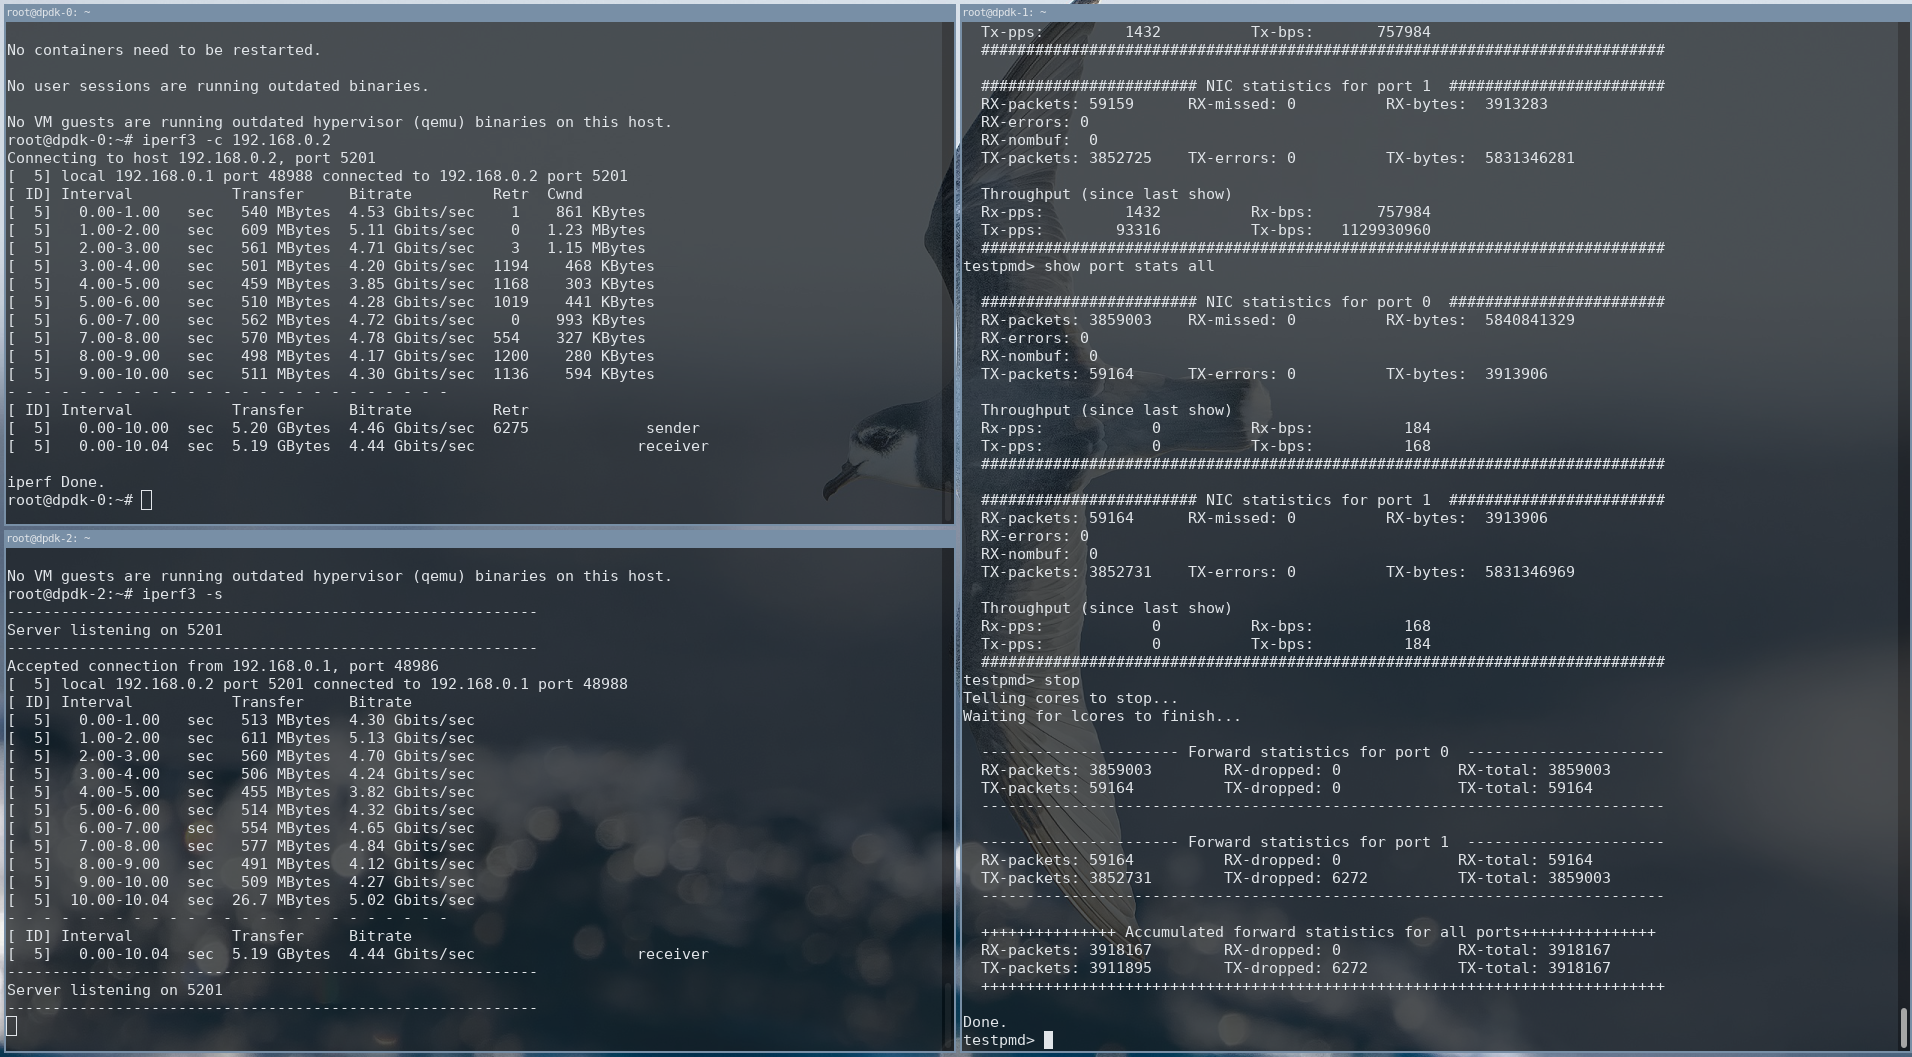 root@dpdk-0: ~
No containers need to be restarted.
No user sessions are running outdated binaries.
No VM guests are running outdated hypervisor (qemu) binaries on this host.
root@dpdk-0:~# iperf3 -c 192.168.0.2
Connecting to host 192.168.0.2, port 5201
[  5] local 192.168.0.1 port 48988 connected to 192.168.0.2 port 5201
[ ID] Interval           Transfer     Bitrate         Retr  Cwnd
[  5]   0.00-1.00   sec   540 MBytes  4.53 Gbits/sec    1    861 KBytes
[  5]   1.00-2.00   sec   609 MBytes  5.11 Gbits/sec    0   1.23 MBytes
[  5]   2.00-3.00   sec   561 MBytes  4.71 Gbits/sec    3   1.15 MBytes
[  5]   3.00-4.00   sec   501 MBytes  4.20 Gbits/sec  1194    468 KBytes
[  5]   4.00-5.00   sec   459 MBytes  3.85 Gbits/sec  1168    303 KBytes
[  5]   5.00-6.00   sec   510 MBytes  4.28 Gbits/sec  1019    441 KBytes
[  5]   6.00-7.00   sec   562 MBytes  4.72 Gbits/sec    0    993 KBytes
[  5]   7.00-8.00   sec   570 MBytes  4.78 Gbits/sec  554    327 KBytes
[  5]   8.00-9.00   sec   498 MBytes  4.17 Gbits/sec  1200    280 KBytes
[  5]   9.00-10.00  sec   511 MBytes  4.30 Gbits/sec  1136    594 KBytes
- - - - - - - - - - - - - - - - - - - - - - - - -
[ ID] Interval           Transfer     Bitrate         Retr
[  5]   0.00-10.00  sec  5.20 GBytes  4.46 Gbits/sec  6275             sender
[  5]   0.00-10.04  sec  5.19 GBytes  4.44 Gbits/sec                  receiver
iperf Done.
root@dpdk-0:~#
root@dpdk-2: ~
No VM guests are running outdated hypervisor (qemu) binaries on this host.
root@dpdk-2:~# iperf3 -s
-----------------------------------------------------------
Server listening on 5201
-----------------------------------------------------------
Accepted connection from 192.168.0.1, port 48986
[  5] local 192.168.0.2 port 5201 connected to 192.168.0.1 port 48988
[ ID] Interval           Transfer     Bitrate
[  5]   0.00-1.00   sec   513 MBytes  4.30 Gbits/sec
[  5]   1.00-2.00   sec   611 MBytes  5.13 Gbits/sec
[  5]   2.00-3.00   sec   560 MBytes  4.70 Gbits/sec
[  5]   3.00-4.00   sec   506 MBytes  4.24 Gbits/sec
[  5]   4.00-5.00   sec   455 MBytes  3.82 Gbits/sec
[  5]   5.00-6.00   sec   514 MBytes  4.32 Gbits/sec
[  5]   6.00-7.00   sec   554 MBytes  4.65 Gbits/sec
[  5]   7.00-8.00   sec   577 MBytes  4.84 Gbits/sec
[  5]   8.00-9.00   sec   491 MBytes  4.12 Gbits/sec
[  5]   9.00-10.00  sec   509 MBytes  4.27 Gbits/sec
[  5]  10.00-10.04  sec  26.7 MBytes  5.02 Gbits/sec
- - - - - - - - - - - - - - - - - - - - - - - - -
[ ID] Interval           Transfer     Bitrate
[  5]   0.00-10.04  sec  5.19 GBytes  4.44 Gbits/sec                  receiver
-----------------------------------------------------------
Server listening on 5201
-----------------------------------------------------------
root@dpdk-1: ~
  Tx-pps:         1432          Tx-bps:       757984
  ############################################################################
  ######################## NIC statistics for port 1  ########################
  RX-packets: 59159      RX-missed: 0          RX-bytes:  3913283
  RX-errors: 0
  RX-nombuf:  0
  TX-packets: 3852725    TX-errors: 0          TX-bytes:  5831346281
  Throughput (since last show)
  Rx-pps:            1432          Rx-bps:       757984
  Tx-pps:           93316          Tx-bps:   1129930960
  ############################################################################
testpmd> show port stats all
  ######################## NIC statistics for port 0  ########################
  RX-packets: 3859003    RX-missed: 0          RX-bytes:  5840841329
  RX-errors: 0
  RX-nombuf:  0
  TX-packets: 59164      TX-errors: 0          TX-bytes:  3913906
  Throughput (since last show)
  Rx-pps:            0          Rx-bps:          184
  Tx-pps:            0          Tx-bps:          168
  ############################################################################
  ######################## NIC statistics for port 1  ########################
  RX-packets: 59164      RX-missed: 0          RX-bytes:  3913906
  RX-errors: 0
  RX-nombuf:  0
  TX-packets: 3852731    TX-errors: 0          TX-bytes:  5831346969
  Throughput (since last show)
  Rx-pps:            0          Rx-bps:          168
  Tx-pps:            0          Tx-bps:          184
  ############################################################################
testpmd> stop
Telling cores to stop...
Waiting for lcores to finish...
  ---------------------- Forward statistics for port 0  ----------------------
  RX-packets: 3859003        RX-dropped: 0             RX-total: 3859003
  TX-packets: 59164          TX-dropped: 0             TX-total: 59164
  ----------------------------------------------------------------------------
  ---------------------- Forward statistics for port 1  ----------------------
  RX-packets: 59164          RX-dropped: 0             RX-total: 59164
  TX-packets: 3852731        TX-dropped: 6272          TX-total: 3859003
  ----------------------------------------------------------------------------
  +++++++++++++++ Accumulated forward statistics for all ports+++++++++++++++
  RX-packets: 3918167        RX-dropped: 0             RX-total: 3918167
  TX-packets: 3911895        TX-dropped: 6272          TX-total: 3918167
  ++++++++++++++++++++++++++++++++++++++++++++++++++++++++++++++++++++++++++++
Done.
testpmd>